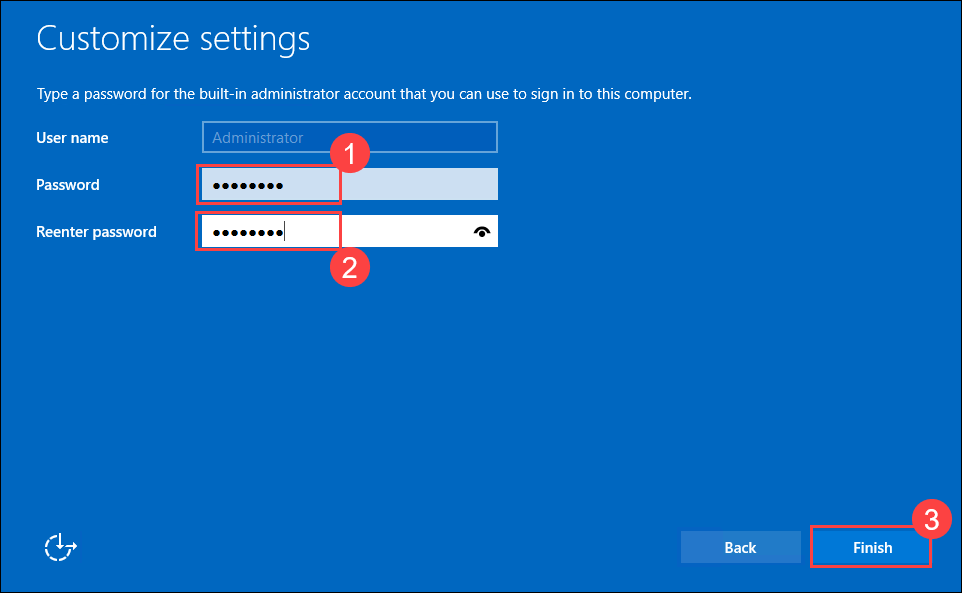 Customize settings
Type a password for the built-in administrator account that you can use to sign in to this computer.
User name Administrator
1
Password ••••••••
Reenter password ••••••••
2
3
Back Finish